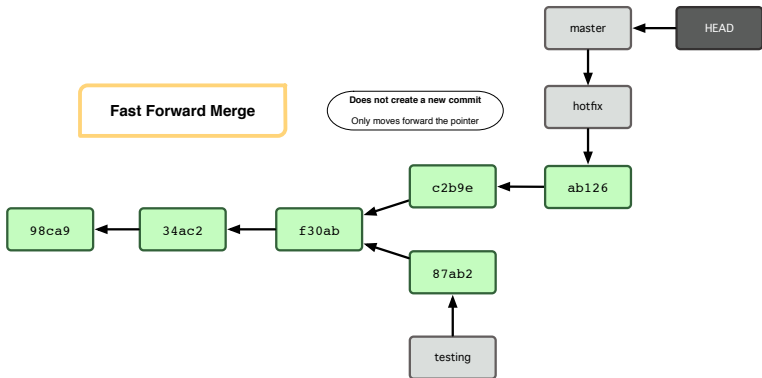 master
HEAD
Fast Forward Merge
Does not create a new commit
Only moves forward the pointer
hotfix
c2b9e
ab126
98ca9
34ac2
f30ab
87ab2
testing